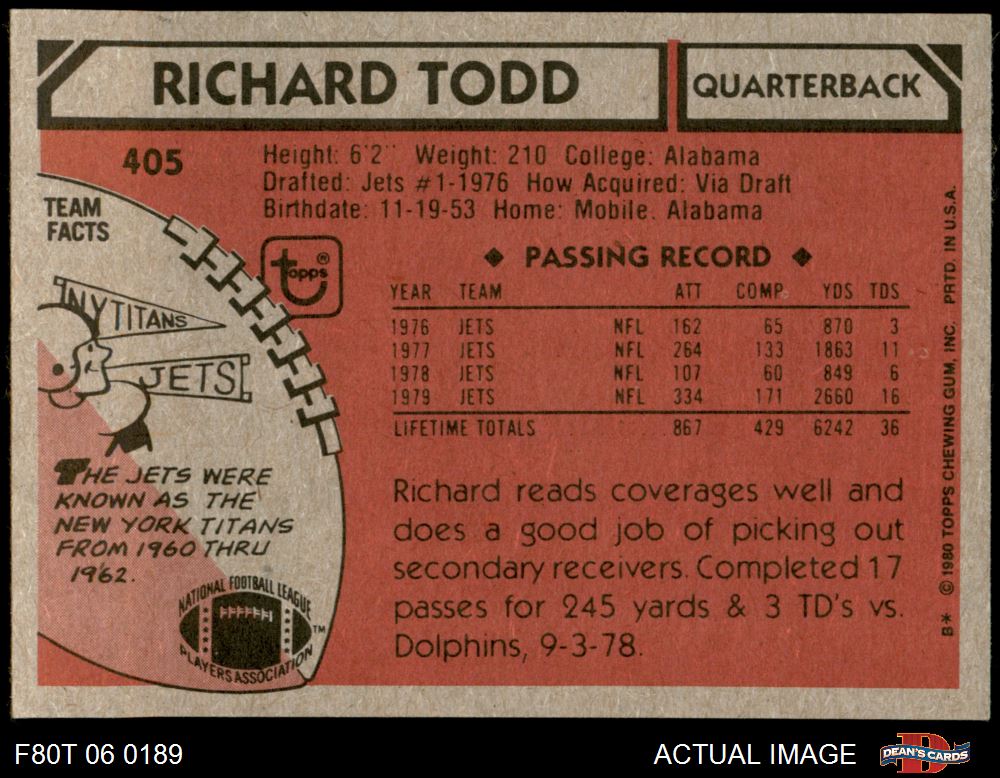 RICHARD TODD
QUARTERBACK
405
Height: 6'2" Weight: 210 College: Alabama
Drafted: Jets #1-1976 How Acquired: Via Draft
Birthdate: 11-19-53 Home: Mobile, Alabama
TEAM
FACTS
topps®
NY TITANS
JETS
THE JETS WERE
KNOWN AS THE
NEW YORK TITANS
FROM 1960 THRU
1962.
NATIONAL FOOTBALL LEAGUE
PLAYERS ASSOCIATION
™
◆ PASSING RECORD ◆
YEAR TEAM ATT COMP. YDS TDS
1976 JETS NFL 162 65 870 3
1977 JETS NFL 264 133 1863 11
1978 JETS NFL 107 60 849 6
1979 JETS NFL 334 171 2660 16
LIFETIME TOTALS 867 429 6242 36
Richard reads coverages well and
does a good job of picking out
secondary receivers. Completed 17
passes for 245 yards & 3 TD's vs.
Dolphins, 9-3-78.
B* © 1980 TOPPS CHEWING GUM, INC. PRTD. IN U.S.A.
F80T 06 0189
ACTUAL IMAGE
DEAN'S CARDS